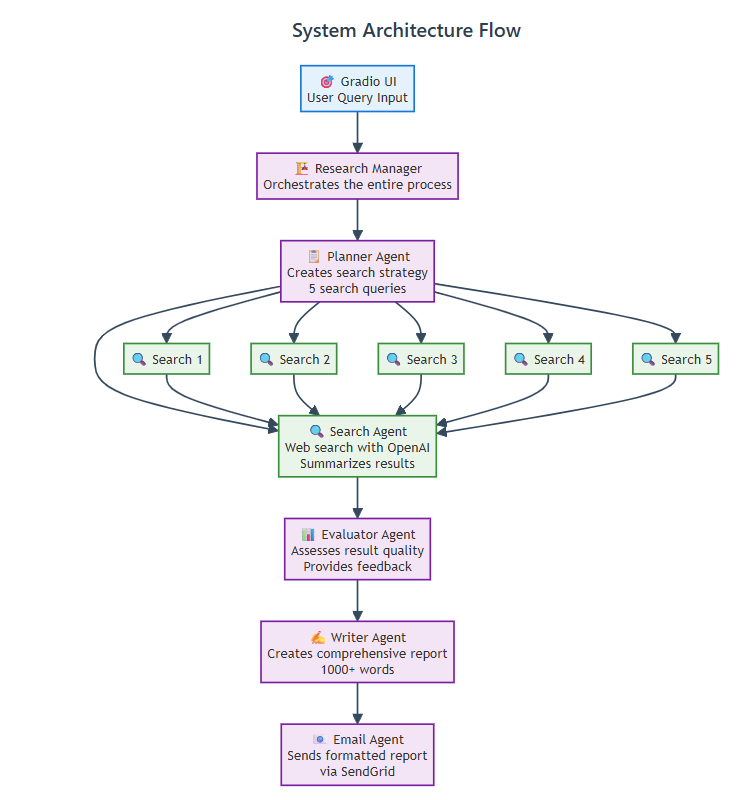 System Architecture Flow
🎯 Gradio UI
User Query Input
🏗️ Research Manager
Orchestrates the entire process
📋 Planner Agent
Creates search strategy
5 search queries
🔍 Search 1
🔍 Search 2
🔍 Search 3
🔍 Search 4
🔍 Search 5
🔍 Search Agent
Web search with OpenAI
Summarizes results
📊 Evaluator Agent
Assesses result quality
Provides feedback
✍️ Writer Agent
Creates comprehensive report
1000+ words
📧 Email Agent
Sends formatted report
via SendGrid